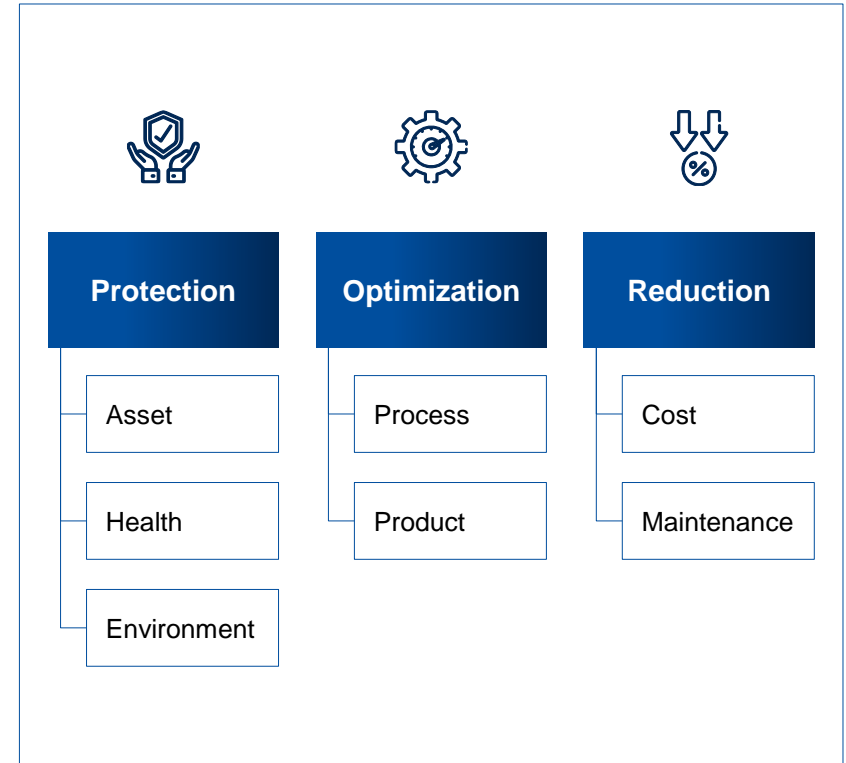 Protection
Asset
Health
Environment
Optimization
Process
Product
%
Reduction
Cost
Maintenance